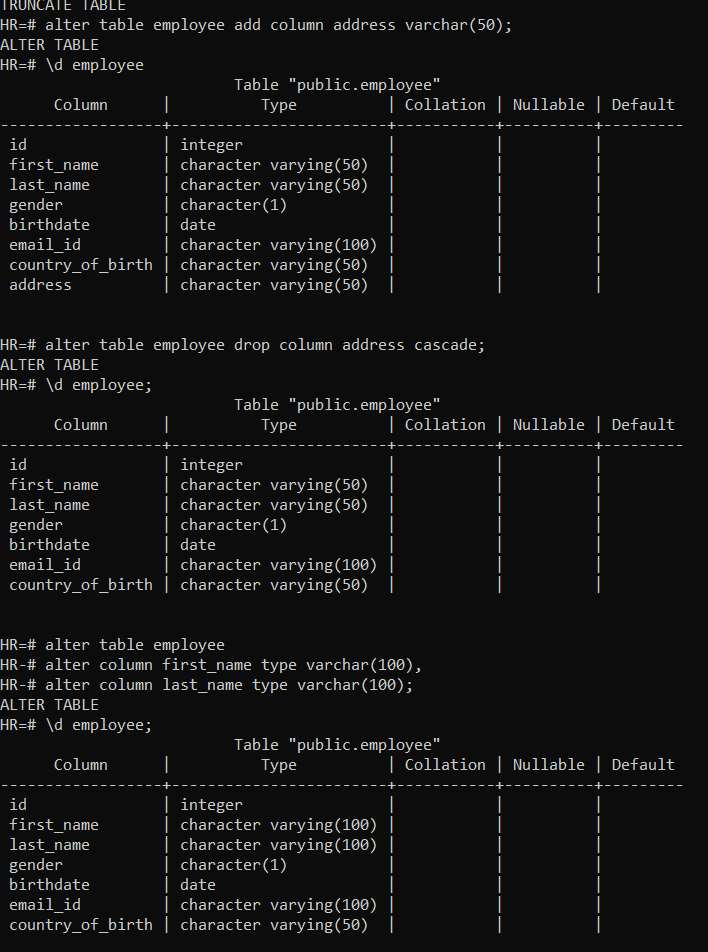 TRUNCATE TABLE
HR=# alter table employee add column address varchar(50);
ALTER TABLE
HR=# \d employee
                          Table "public.employee"
      Column      |          Type          | Collation | Nullable | Default
------------------+------------------------+-----------+----------+---------
 id               | integer                |           |          |
 first_name       | character varying(50)  |           |          |
 last_name        | character varying(50)  |           |          |
 gender           | character(1)           |           |          |
 birthdate        | date                   |           |          |
 email_id         | character varying(100) |           |          |
 country_of_birth | character varying(50)  |           |          |
 address          | character varying(50)  |           |          |
HR=# alter table employee drop column address cascade;
ALTER TABLE
HR=# \d employee;
                          Table "public.employee"
      Column      |          Type          | Collation | Nullable | Default
------------------+------------------------+-----------+----------+---------
 id               | integer                |           |          |
 first_name       | character varying(50)  |           |          |
 last_name        | character varying(50)  |           |          |
 gender           | character(1)           |           |          |
 birthdate        | date                   |           |          |
 email_id         | character varying(100) |           |          |
 country_of_birth | character varying(50)  |           |          |
HR=# alter table employee
HR-# alter column first_name type varchar(100),
HR-# alter column last_name type varchar(100);
ALTER TABLE
HR=# \d employee;
                          Table "public.employee"
      Column      |          Type          | Collation | Nullable | Default
------------------+------------------------+-----------+----------+---------
 id               | integer                |           |          |
 first_name       | character varying(100) |           |          |
 last_name        | character varying(100) |           |          |
 gender           | character(1)           |           |          |
 birthdate        | date                   |           |          |
 email_id         | character varying(100) |           |          |
 country_of_birth | character varying(50)  |           |          |